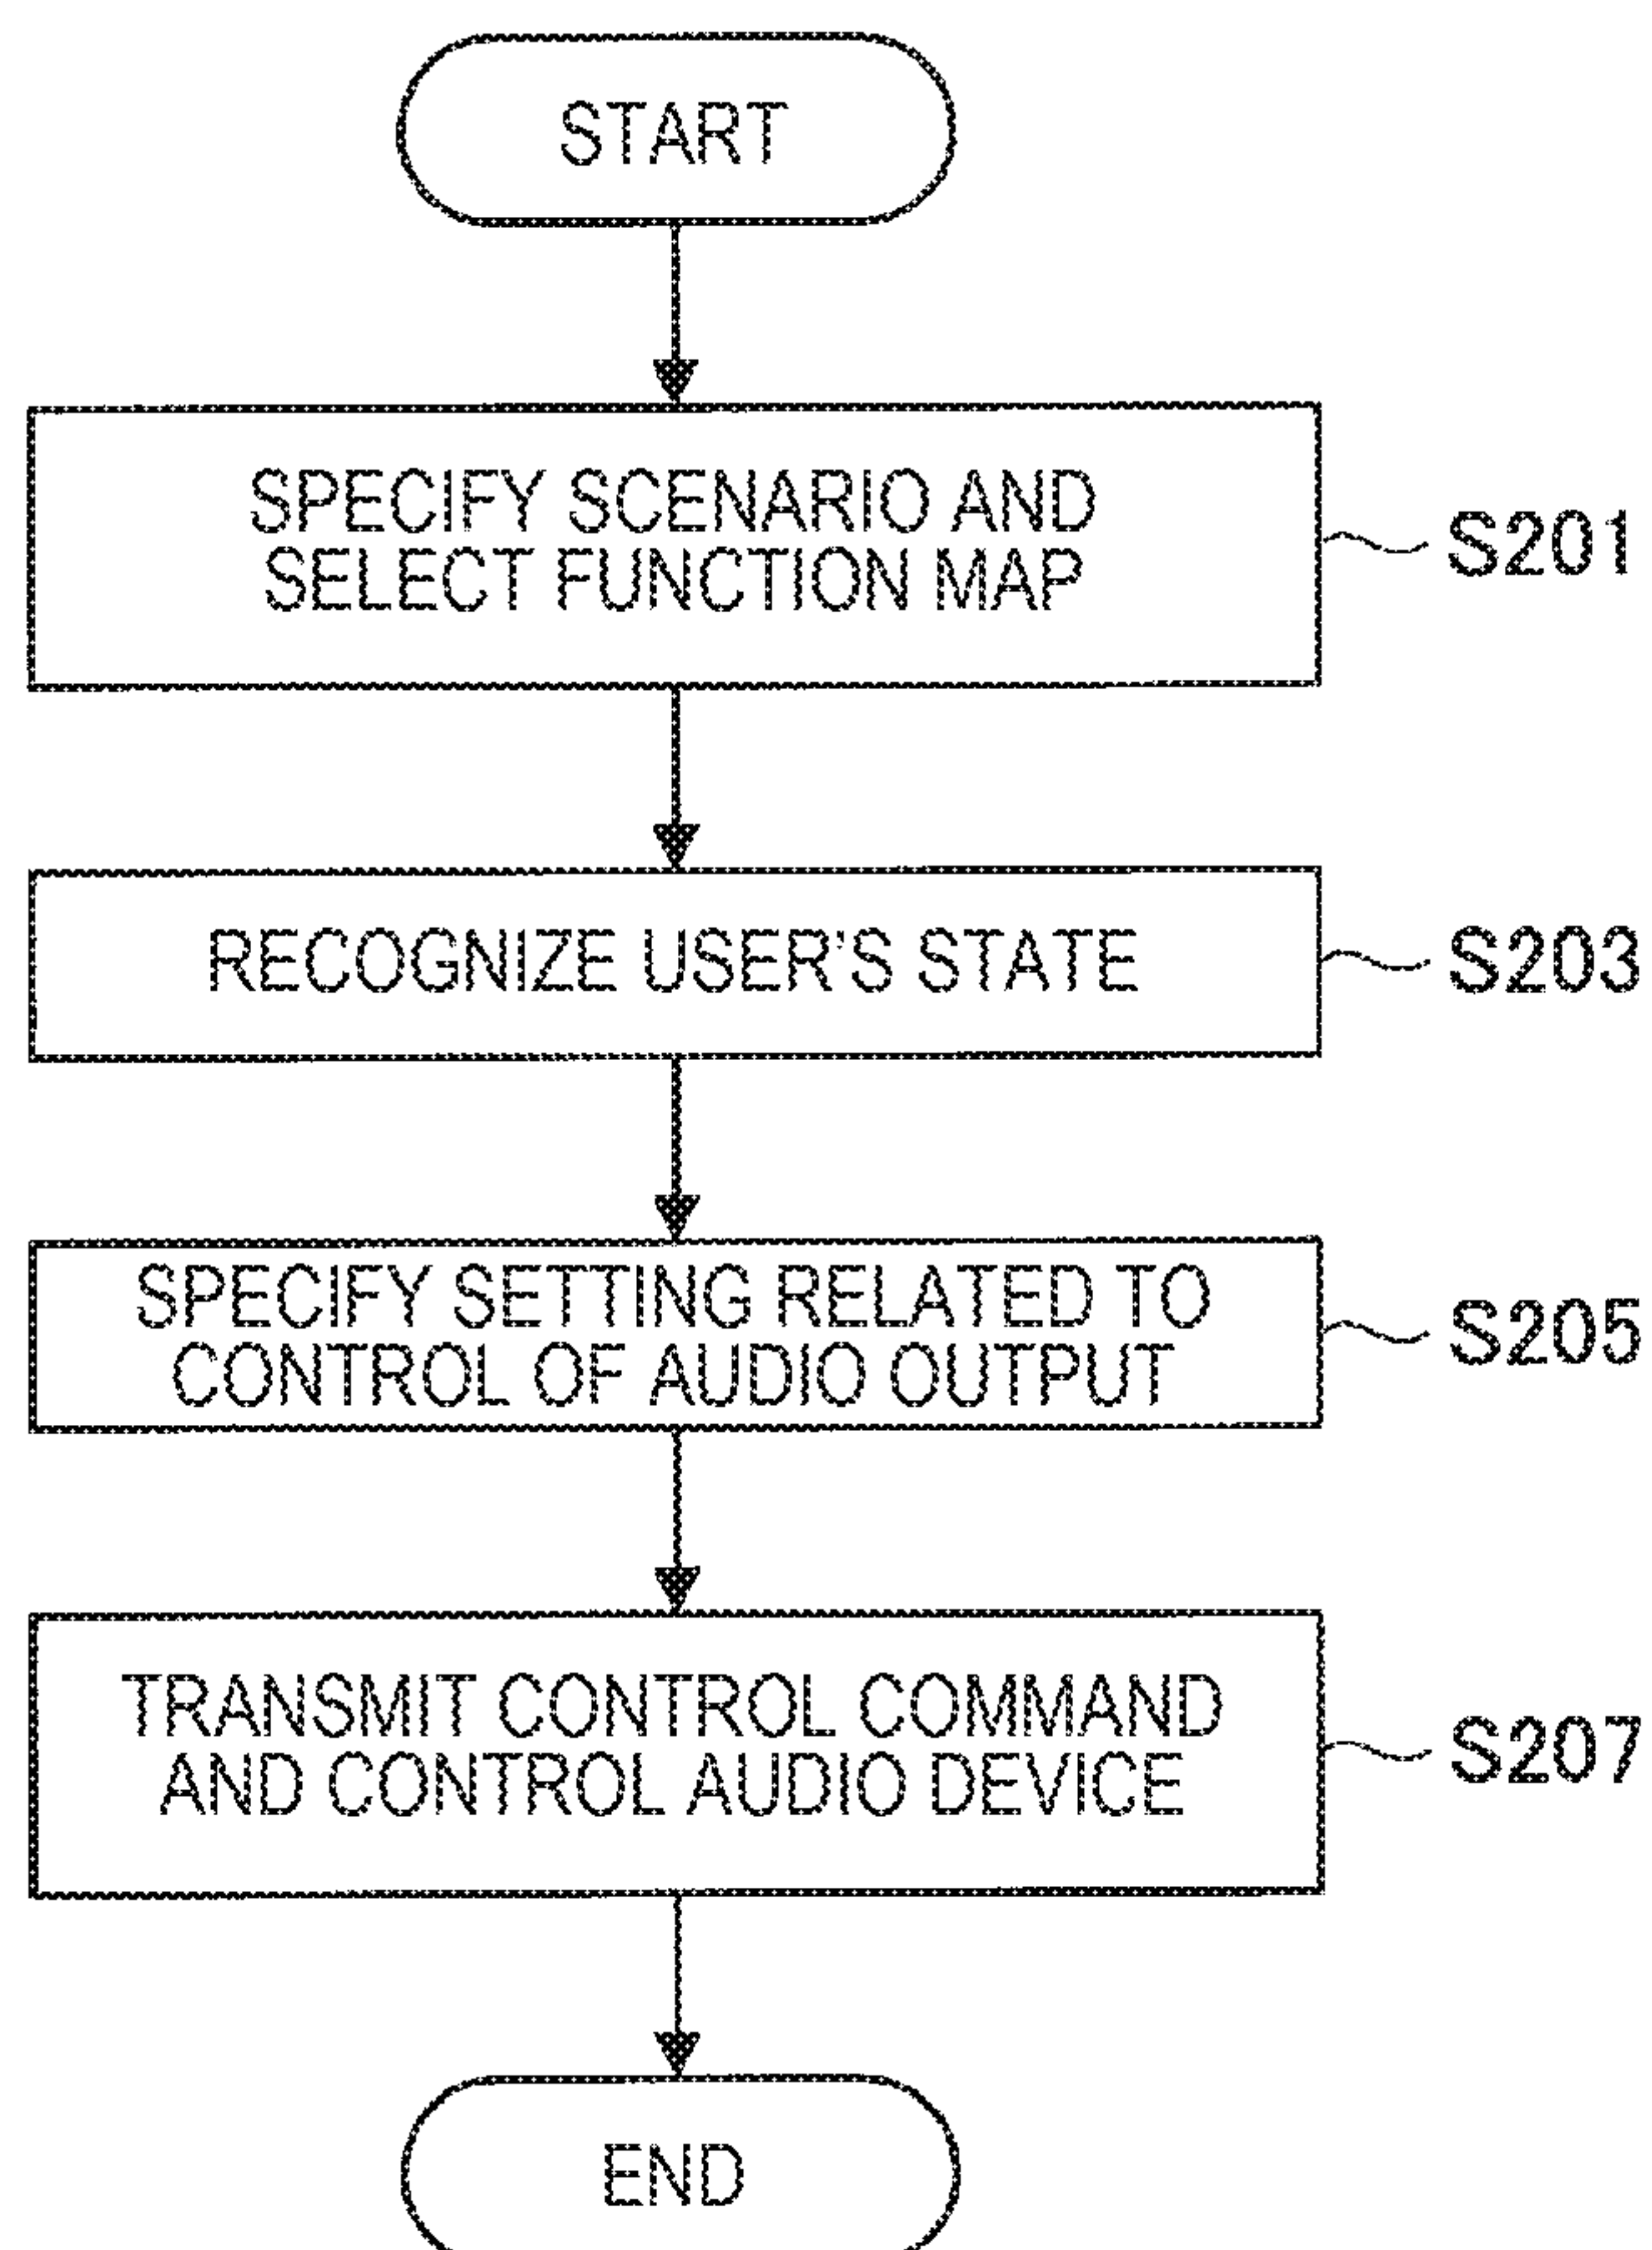 START
SPECIFY SCENARIO AND
SELECT FUNCTION MAP
S201
RECOGNIZE USER'S STATE
S203
SPECIFY SETTING RELATED TO
CONTROL OF AUDIO OUTPUT
S205
TRANSMIT CONTROL COMMAND
AND CONTROL AUDIO DEVICE
S207
END